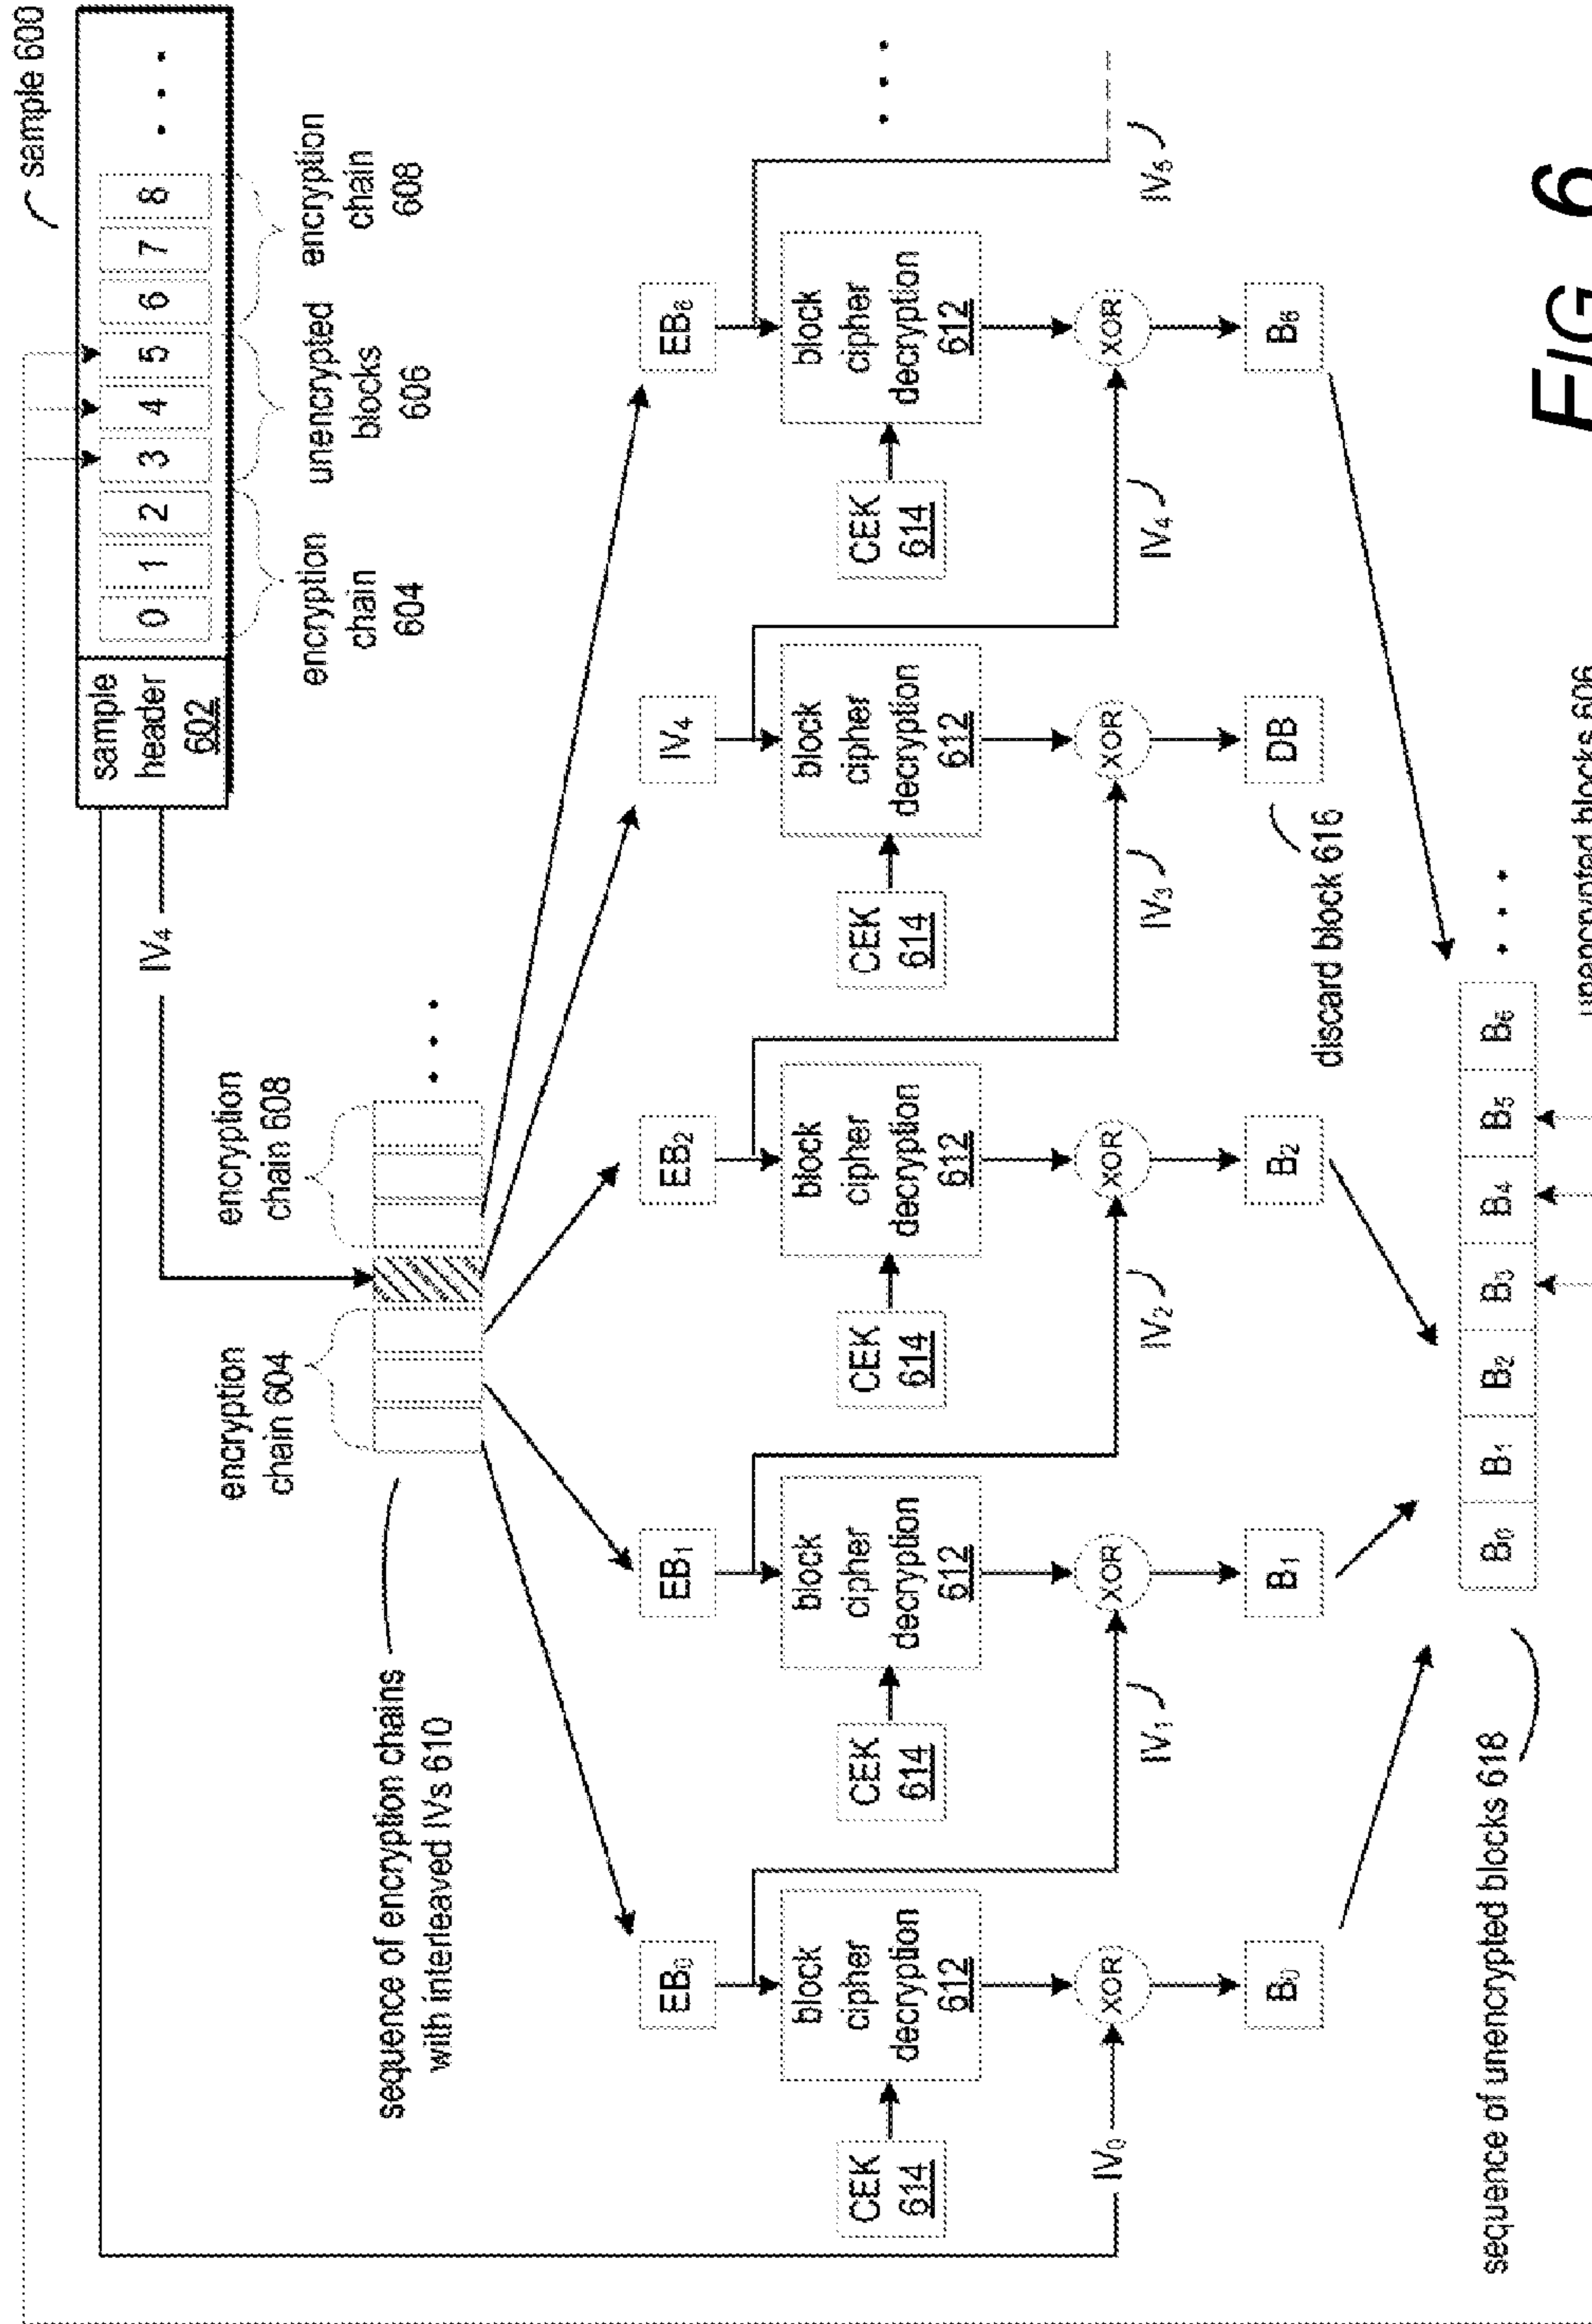 sample 600
sample
header
602
0 1 2 3 4 5 6 7 8
encryption
chain
604
unencrypted
blocks
606
encryption
chain
608
IV₄
encryption
chain 604
encryption
chain 608
sequence of encryption chains
with interleaved IVs 610
EB₀
EB₁
EB₂
IV₄
EB₆
CEK
614
block
cipher
decryption
612
CEK
614
block
cipher
decryption
612
CEK
614
block
cipher
decryption
612
CEK
614
block
cipher
decryption
612
CEK
614
block
cipher
decryption
612
IV₀
XOR
XOR
XOR
XOR
XOR
IV₁
IV₂
IV₃
IV₄
IV₅
B₀
B₁
B₂
DB
B₆
discard block 616
B₀ B₁ B₂ B₃ B₄ B₅ B₆
sequence of unencrypted blocks 618
unencrypted blocks 606
FIG. 6